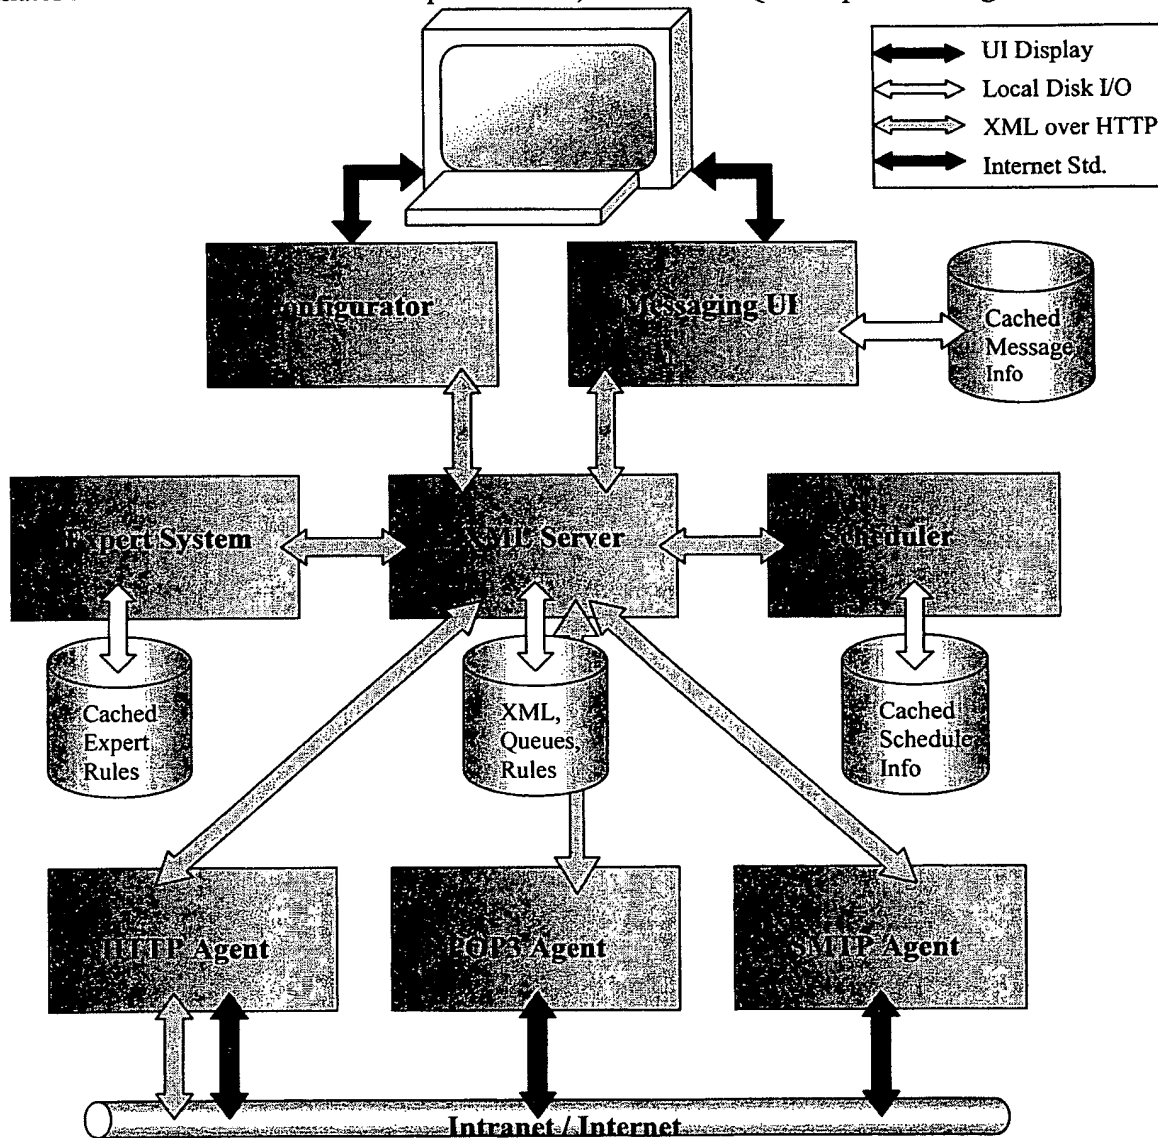 UI Display
Local Disk I/O
XML over HTTP
Internet Std.
Configurator
Messaging UI
Cached
Message
Info
Expert System
XML Server
Scheduler
Cached
Expert
Rules
XML,
Queues,
Rules
Cached
Schedule
Info
HTTP Agent
POP3 Agent
SMTP Agent
Intranet / Internet